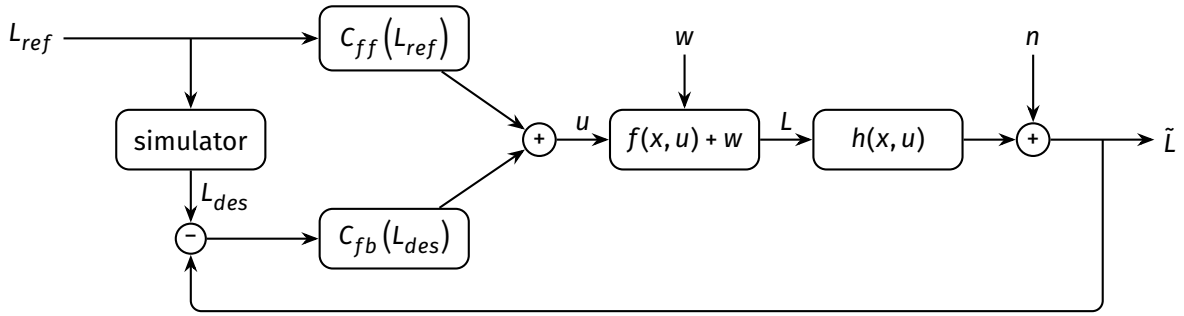 L_ref
C_ff (L_ref)
w
n
simulator
+
u
f(x, u) + w
L
h(x, u)
+
L̃
L_des
−
C_fb (L_des)